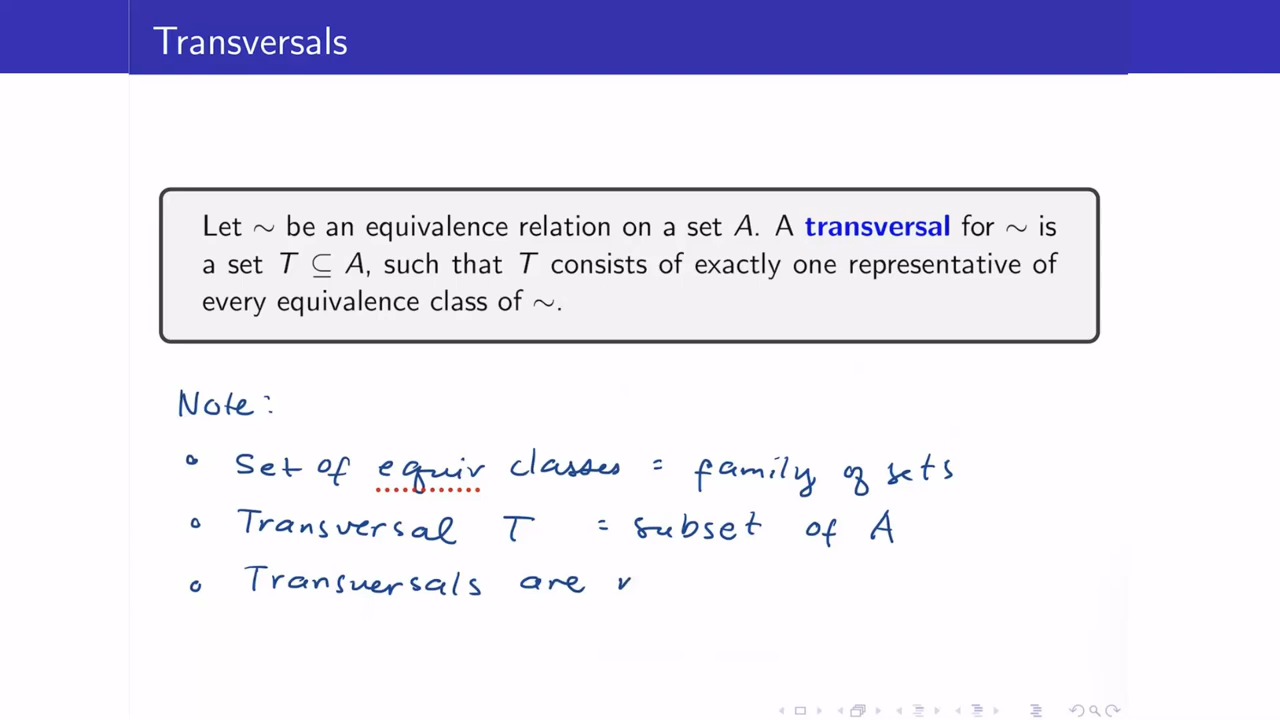 Transversals
Let ∼ be an equivalence relation on a set A. A transversal for ∼ is
a set T ⊆ A, such that T consists of exactly one representative of
every equivalence class of ∼.
Note:
• Set of equiv classes = family of sets
• Transversal T = subset of A
• Transversals are